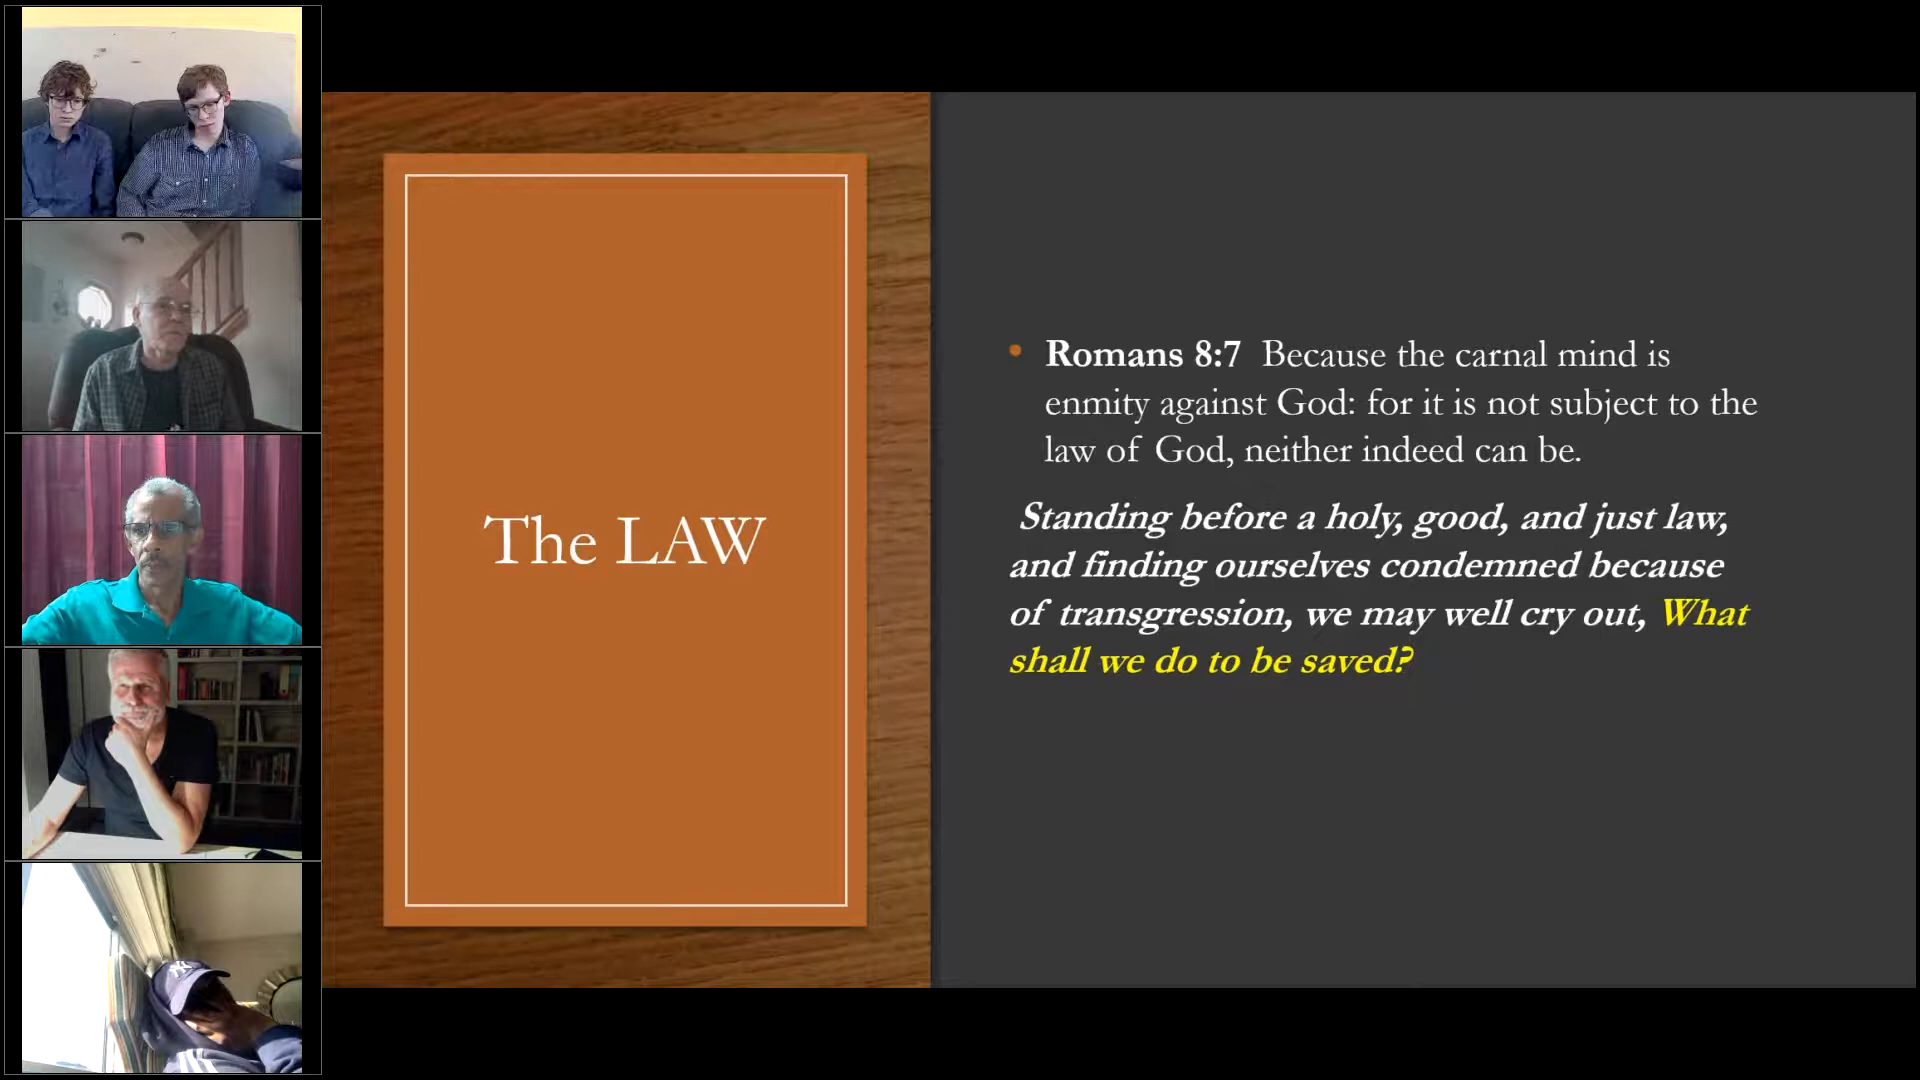 The LAW
• Romans 8:7 Because the carnal mind is
enmity against God: for it is not subject to the
law of God, neither indeed can be.
Standing before a holy, good, and just law,
and finding ourselves condemned because
of transgression, we may well cry out, What
shall we do to be saved?
NY